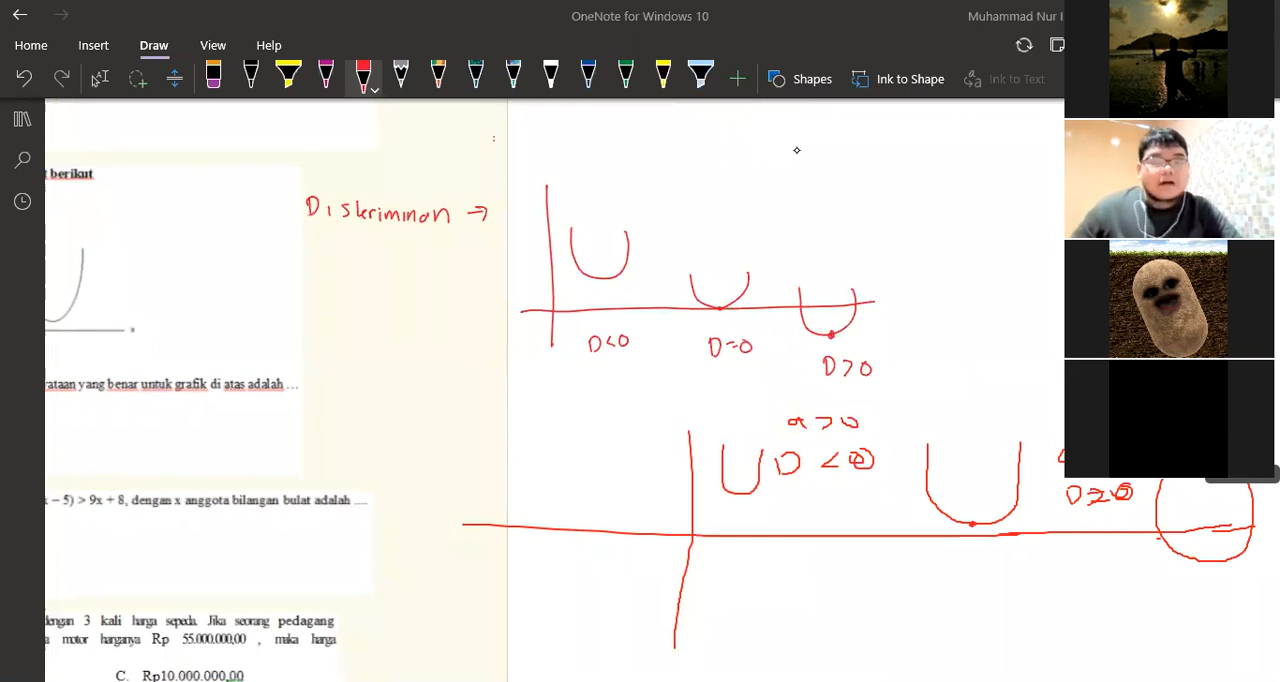 OneNote for Windows 10
Muhammad Nur I
Home Insert Draw View Help
Shapes Ink to Shape Ink to Text
t berikut
Diskriminan →
x
D<0
D=0
D>0
ataan yang benar untuk grafik di atas adalah ...
a > 0
D < 0
x – 5) > 9x + 8, dengan x anggota bilangan bulat adalah ....
dengan 3 kali harga sepeda. Jika seorang pedagang
a motor harganya Rp 55.000.000,00 , maka harga
C. Rp10.000.000,00